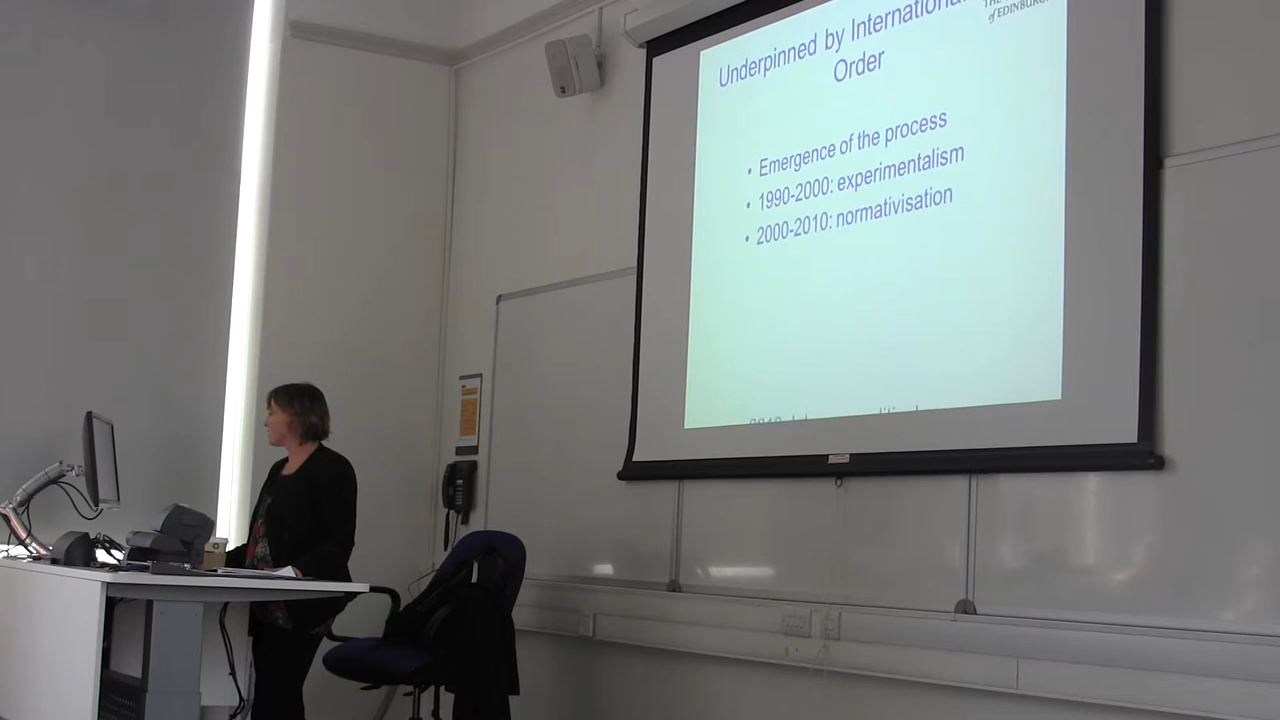 Underpinned by International
Order
of EDINBURGH
• Emergence of the process
• 1990-2000: experimentalism
• 2000-2010: normativisation